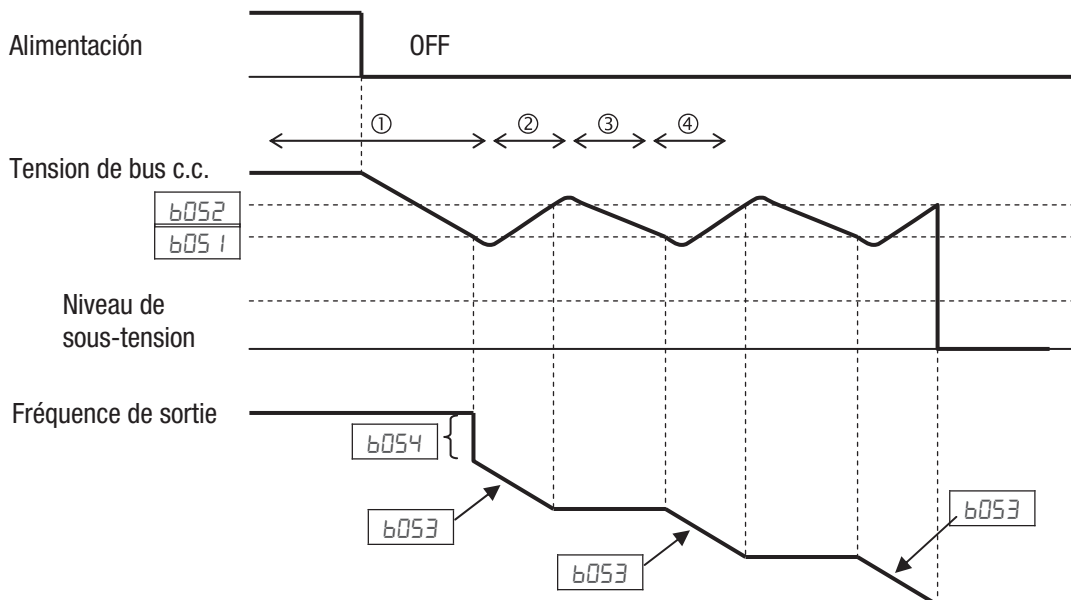 Alimentación
OFF
① ② ③ ④
Tension de bus c.c.
b052
b051
Niveau de
sous-tension
Fréquence de sortie
b054
b053
b053
b053